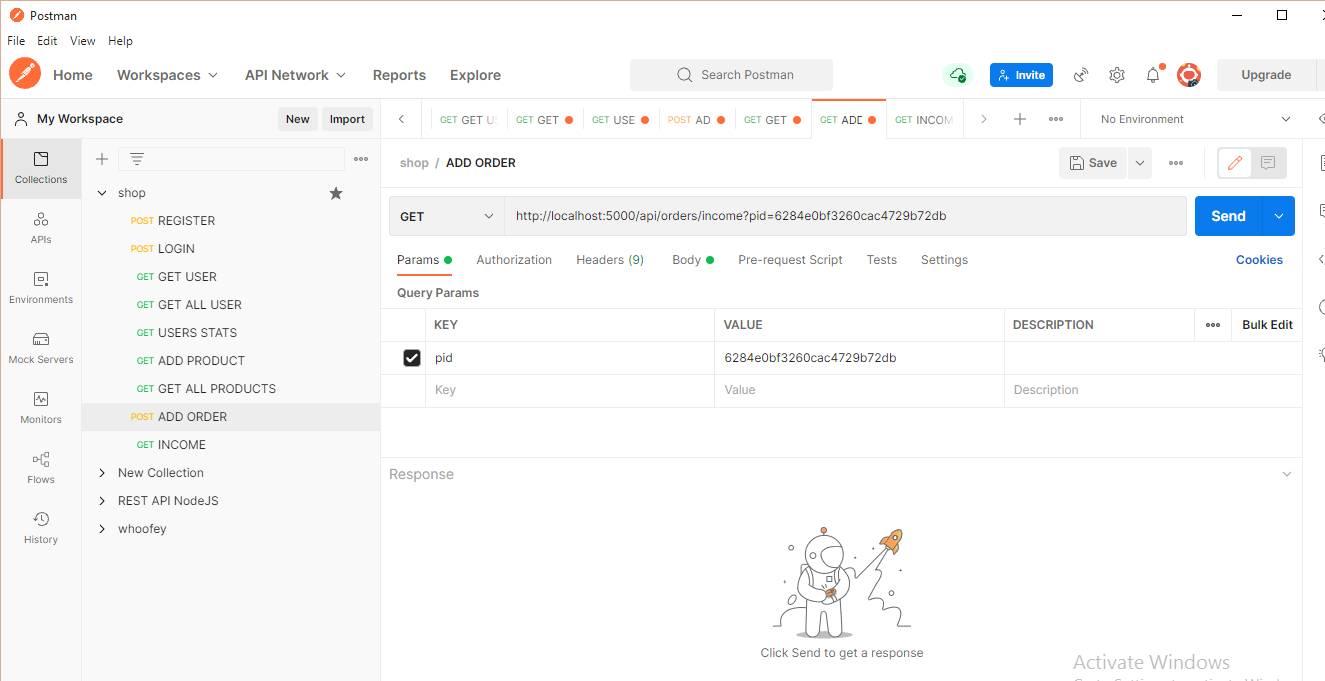 Postman
File Edit View Help
Home Workspaces API Network Reports Explore Search Postman Invite Upgrade
My Workspace New Import
GET GET US GET GET GET USE POST AD GET GET GET ADD GET INCOM No Environment
Collections
APIs
Environments
Mock Servers
Monitors
Flows
History
shop
POST REGISTER
POST LOGIN
GET GET USER
GET GET ALL USER
GET USERS STATS
GET ADD PRODUCT
GET GET ALL PRODUCTS
POST ADD ORDER
GET INCOME
New Collection
REST API NodeJS
whoofey
shop / ADD ORDER Save
GET http://localhost:5000/api/orders/income?pid=6284e0bf3260cac4729b72db Send
Params Authorization Headers (9) Body Pre-request Script Tests Settings Cookies
Query Params
KEY VALUE DESCRIPTION Bulk Edit
pid 6284e0bf3260cac4729b72db
Key Value Description
Response
Click Send to get a response
Activate Windows